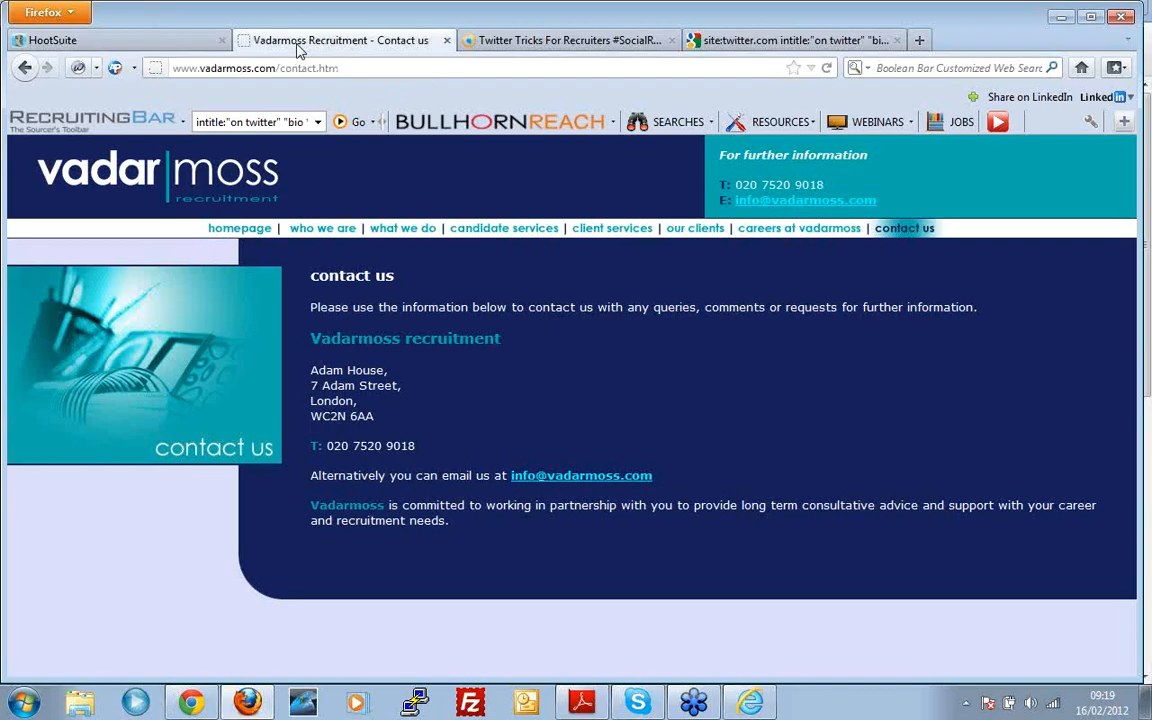 Firefox
HootSuite
Vadarmoss Recruitment - Contact us
Twitter Tricks For Recruiters #SocialR...
site:twitter.com intitle:"on twitter" "bi...
www.vadarmoss.com/contact.htm
Boolean Bar Customized Web Searc
Share on LinkedIn
Linked in
RECRUITINGBAR
The Sourcer's Toolbar
intitle:"on twitter" "bio
Go
BULLHORNREACH
SEARCHES
RESOURCES
WEBINARS
JOBS
vadar|moss
recruitment
For further information
T: 020 7520 9018
E: info@vadarmoss.com
homepage | who we are | what we do | candidate services | client services | our clients | careers at vadarmoss | contact us
contact us
contact us
Please use the information below to contact us with any queries, comments or requests for further information.
Vadarmoss recruitment
Adam House,
7 Adam Street,
London,
WC2N 6AA
T: 020 7520 9018
Alternatively you can email us at info@vadarmoss.com
Vadarmoss is committed to working in partnership with you to provide long term consultative advice and support with your career
and recruitment needs.
09:19
16/02/2012